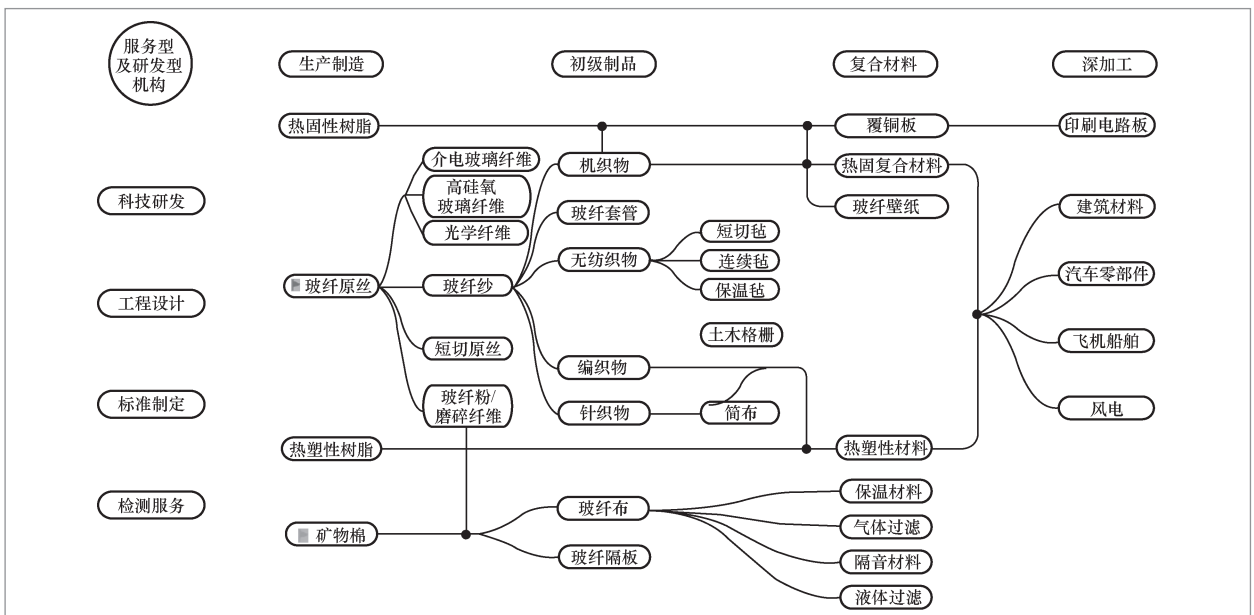 服务型
及研发型
机构
生产制造
初级制品
复合材料
深加工
热固性树脂
覆铜板
印刷电路板
介电玻璃纤维
机织物
热固复合材料
高硅氧
玻璃纤维
科技研发
玻纤套管
玻纤壁纸
建筑材料
光学纤维
短切毡
无纺织物
连续毡
汽车零部件
玻纤原丝
玻纤纱
保温毡
工程设计
土木格栅
飞机船舶
短切原丝
编织物
标准制定
玻纤粉/
磨碎纤维
针织物
简布
风电
热塑性树脂
热塑性材料
检测服务
保温材料
玻纤布
气体过滤
矿物棉
玻纤隔板
隔音材料
液体过滤